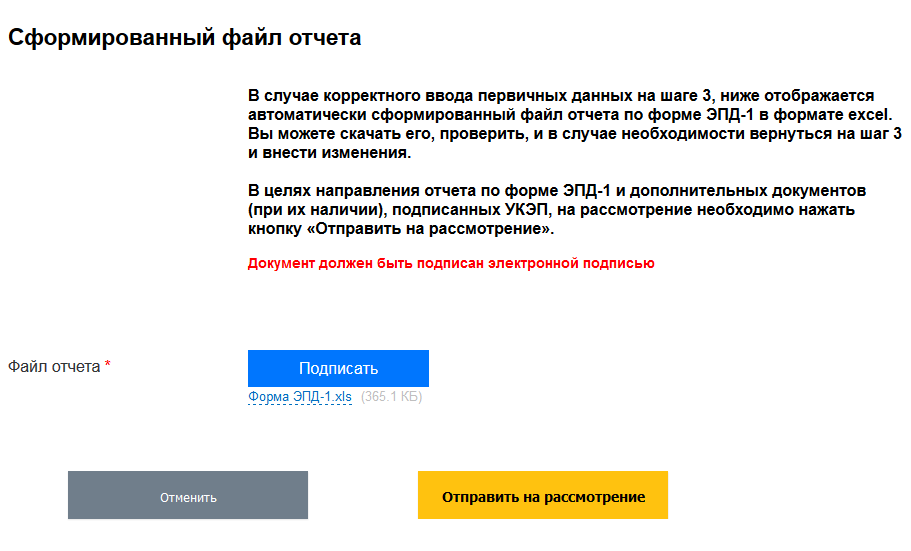 Сформированный файл отчета
В случае корректного ввода первичных данных на шаге 3, ниже отображается
автоматически сформированный файл отчета по форме ЭПД-1 в формате excel.
Вы можете скачать его, проверить, и в случае необходимости вернуться на шаг 3
и внести изменения.
В целях направления отчета по форме ЭПД-1 и дополнительных документов
(при их наличии), подписанных УКЭП, на рассмотрение необходимо нажать
кнопку «Отправить на рассмотрение».
Документ должен быть подписан электронной подписью
Файл отчета *
Подписать
Форма ЭПД-1.xls (365.1 КБ)
Отменить
Отправить на рассмотрение